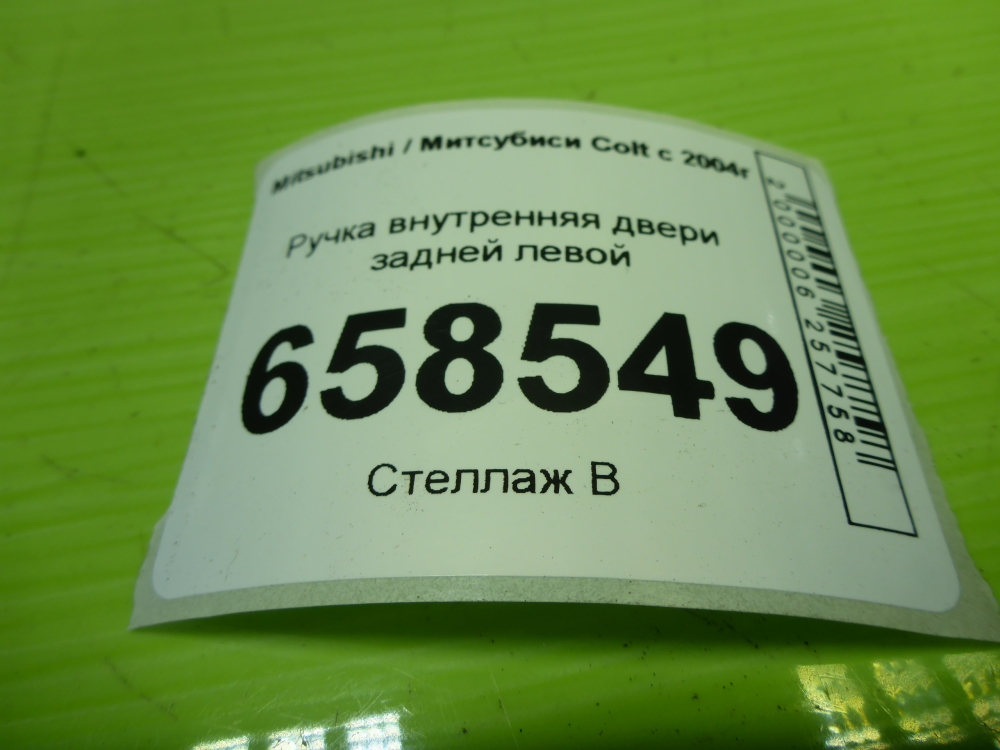 Mitsubishi / Митсубиси Colt с 2004г
Ручка внутренняя двери
задней левой
658549
Стеллаж В
2000006257758